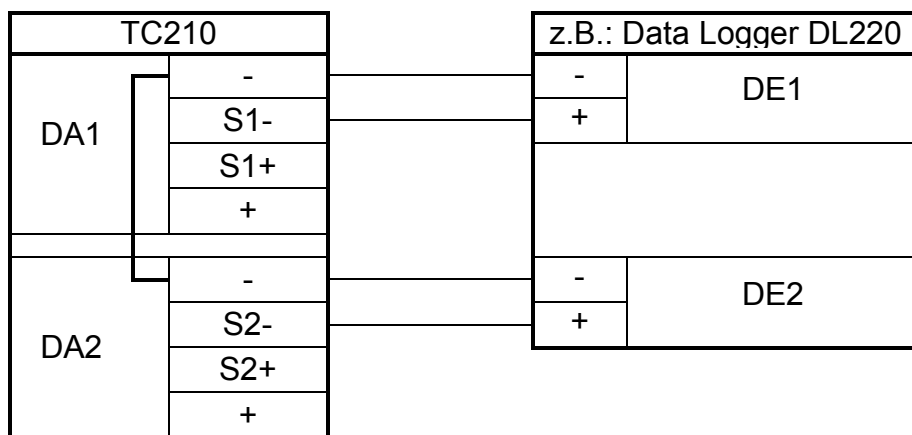 TC210
z.B.: Data Logger DL220
DA1
-
S1-
S1+
+
-
+
DE1
DA2
-
S2-
S2+
+
-
+
DE2